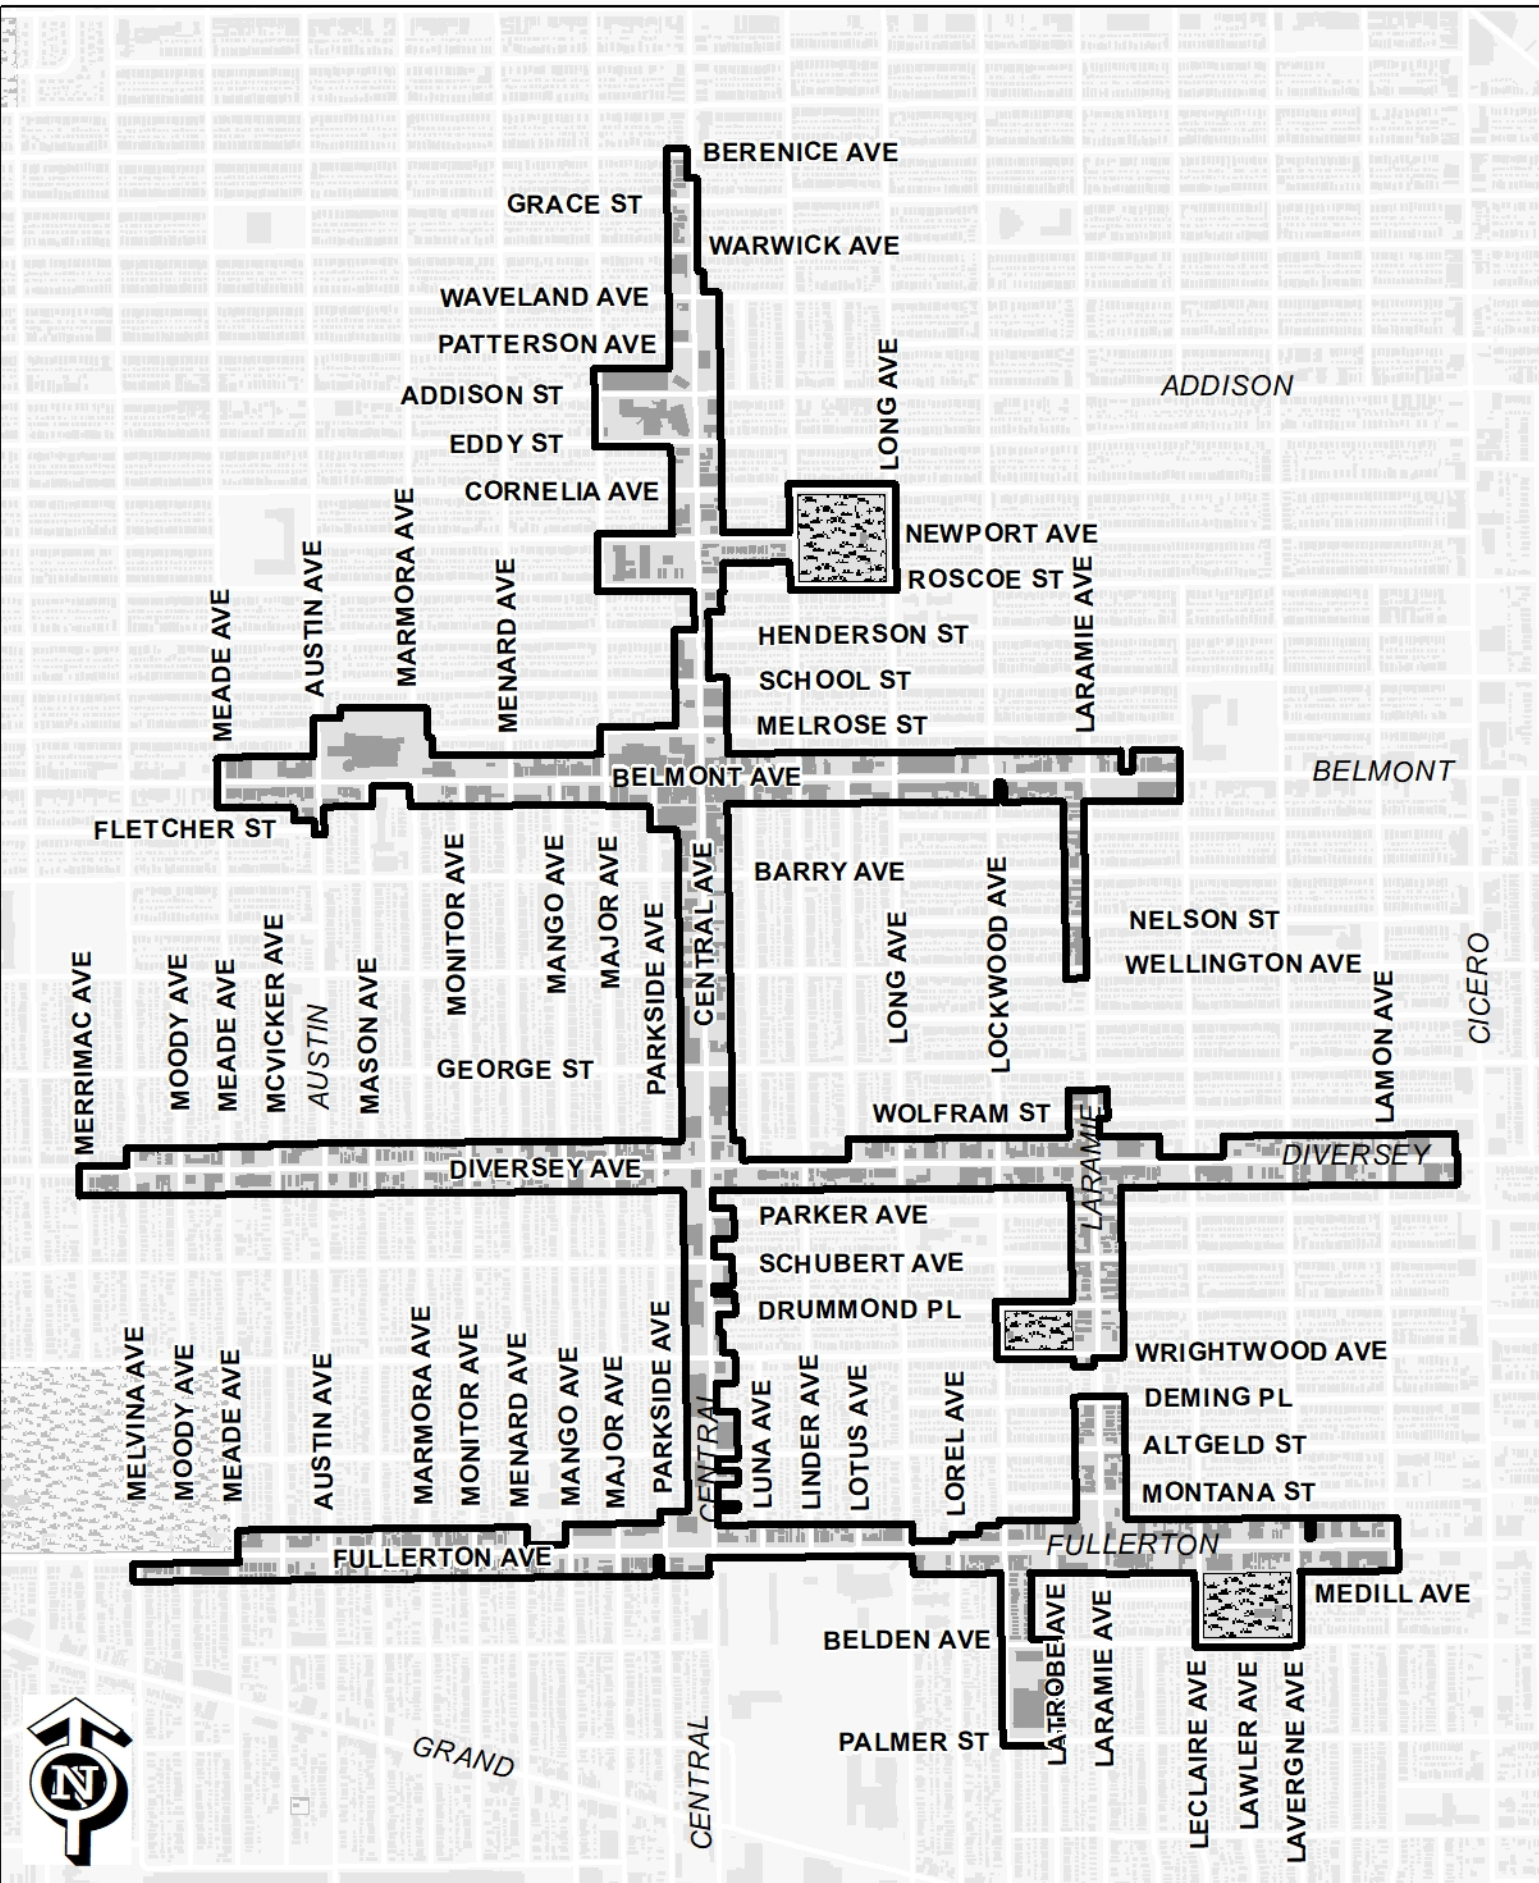 BERENICE AVE
GRACE ST
WARWICK AVE
WAVELAND AVE
PATTERSON AVE
LONG AVE
ADDISON
ADDISON ST
EDDY ST
CORNELIA AVE
NEWPORT AVE
ROSCOE ST
MEADE AVE
AUSTIN AVE
MARMORA AVE
MENARD AVE
LARAMIE AVE
HENDERSON ST
SCHOOL ST
MELROSE ST
BELMONT AVE
BELMONT
FLETCHER ST
BARRY AVE
NELSON ST
WELLINGTON AVE
MERRIMAC AVE
MOODY AVE
MEADE AVE
MCVICKER AVE
AUSTIN
MASON AVE
MONITOR AVE
MANGO AVE
MAJOR AVE
PARKSIDE AVE
CENTRAL AVE
LONG AVE
LOCKWOOD AVE
LAMON AVE
CICERO
GEORGE ST
WOLFRAM ST
DIVERSEY AVE
LARAMIE
DIVERSEY
PARKER AVE
SCHUBERT AVE
DRUMMOND PL
WRIGHTWOOD AVE
DEMING PL
ALTGELD ST
MONTANA ST
MELVINA AVE
MOODY AVE
MEADE AVE
AUSTIN AVE
MARMORA AVE
MONITOR AVE
MENARD AVE
MANGO AVE
MAJOR AVE
PARKSIDE AVE
CENTRAL
LUNA AVE
LINDER AVE
LOTUS AVE
LOREL AVE
FULLERTON AVE
FULLERTON
MEDILL AVE
BELDEN AVE
PALMER ST
LATROBE AVE
LARAMIE AVE
LECLAIRE AVE
LAWLER AVE
LAVERGNE AVE
GRAND
CENTRAL
N